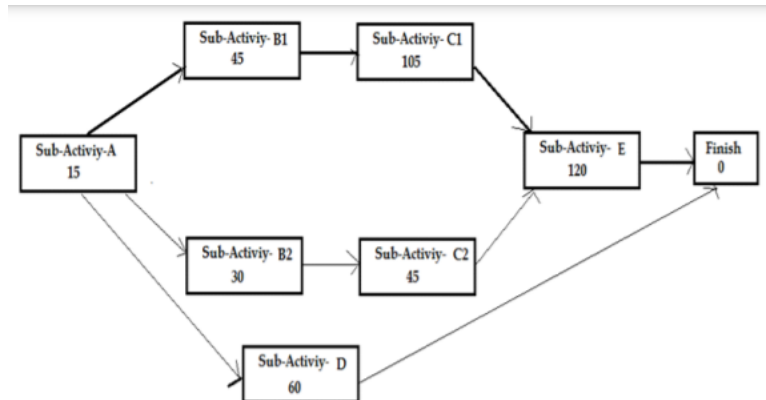 Sub-Activiy- B1
45
Sub-Activiy- C1
105
Sub-Activiy-A
15
Sub-Activiy- E
120
Finish
0
Sub-Activiy- B2
30
Sub-Activiy- C2
45
Sub-Activiy- D
60